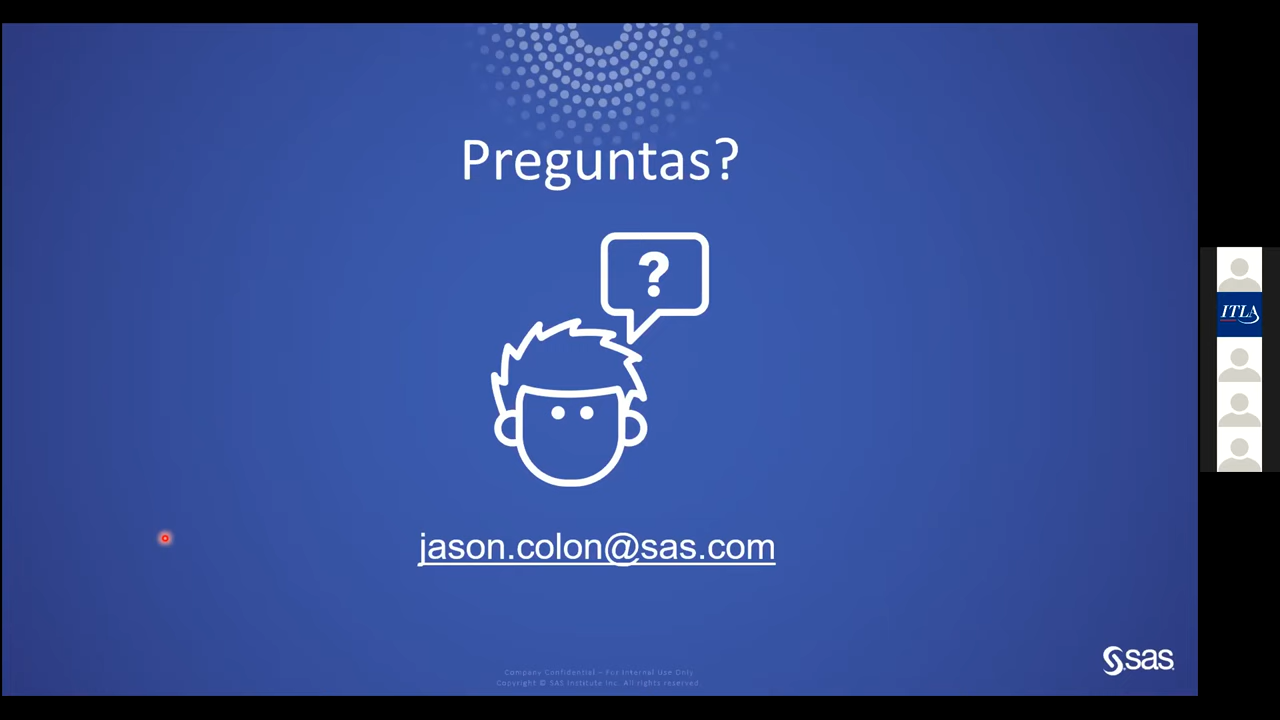 Preguntas?
?
ITLA
jason.colon@sas.com
sas
Company Confidential – For Internal Use Only
Copyright © SAS Institute Inc. All rights reserved.